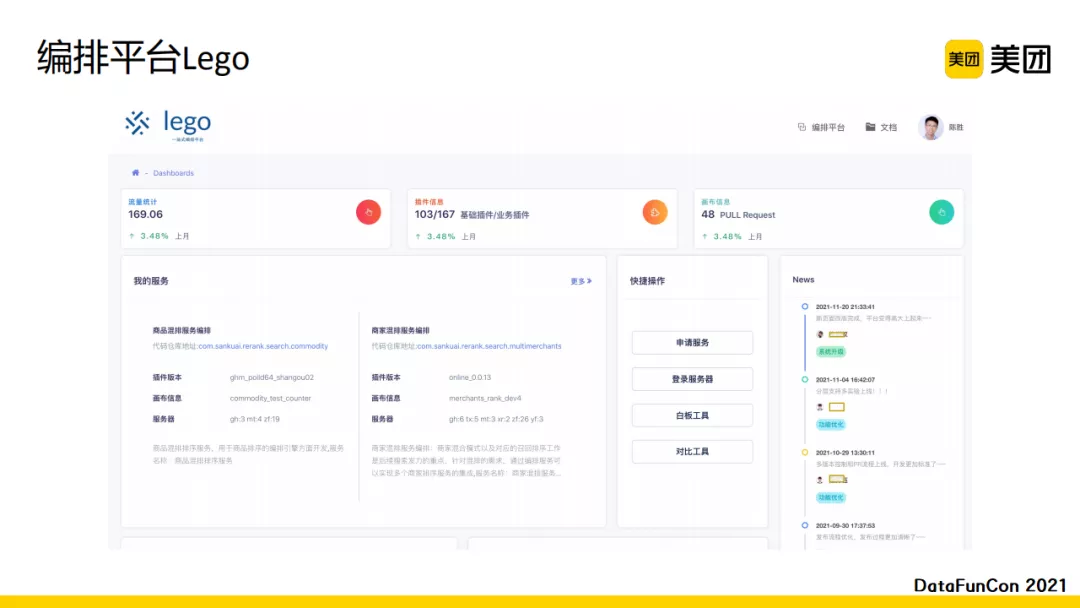 编排平台Lego
美团 美团
lego
一站式编排平台
编排平台 文档
- Dashboards
流量统计
169.06
↑ 3.48% 上月
插件信息
103/167 基础插件/业务插件
↑ 3.48% 上月
画布信息
48 PULL Request
↑ 3.48% 上月
我的服务 更多
商品混排服务编排
代码仓库地址:com.sankuai.rerank.search.commodity
插件版本 ghm_poiId64_shangou02
画布信息 commodity_test_counter
服务器 gh:3 mt:4 zf:19
商品混排排序服务，用于商品排序的编排引擎方面开发,服务
名称：商品混排排序服务
商家混排服务编排
代码仓库地址:com.sankuai.rerank.search.multimerchants
插件版本 online_0.0.13
画布信息 merchants_rank_dev4
服务器 gh:6 tx:5 mt:3 xr:2 zf:26 yf:3
商家混排服务编排：商家混合模式以及对应的召回排序工作
是后续搜索发力的重点，针对混排的需求，通过编排服务可
以实现多个商家排序服务的集成,服务名称：商家混排服务...
快捷操作
申请服务
登录服务器
白板工具
对比工具
News
2021-11-20 21:33:41
新页面改版完成，平台变得高大上起来~~~
系统升级
2021-11-04 16:42:07
分层支持多实验上线！！！
功能优化
2021-10-29 13:30:11
多版本控制和PR流程上线，开发更加标准了~~~
功能优化
2021-09-30 17:37:53
发布流程优化，发布过程更加清晰了~~~
DataFunCon 2021